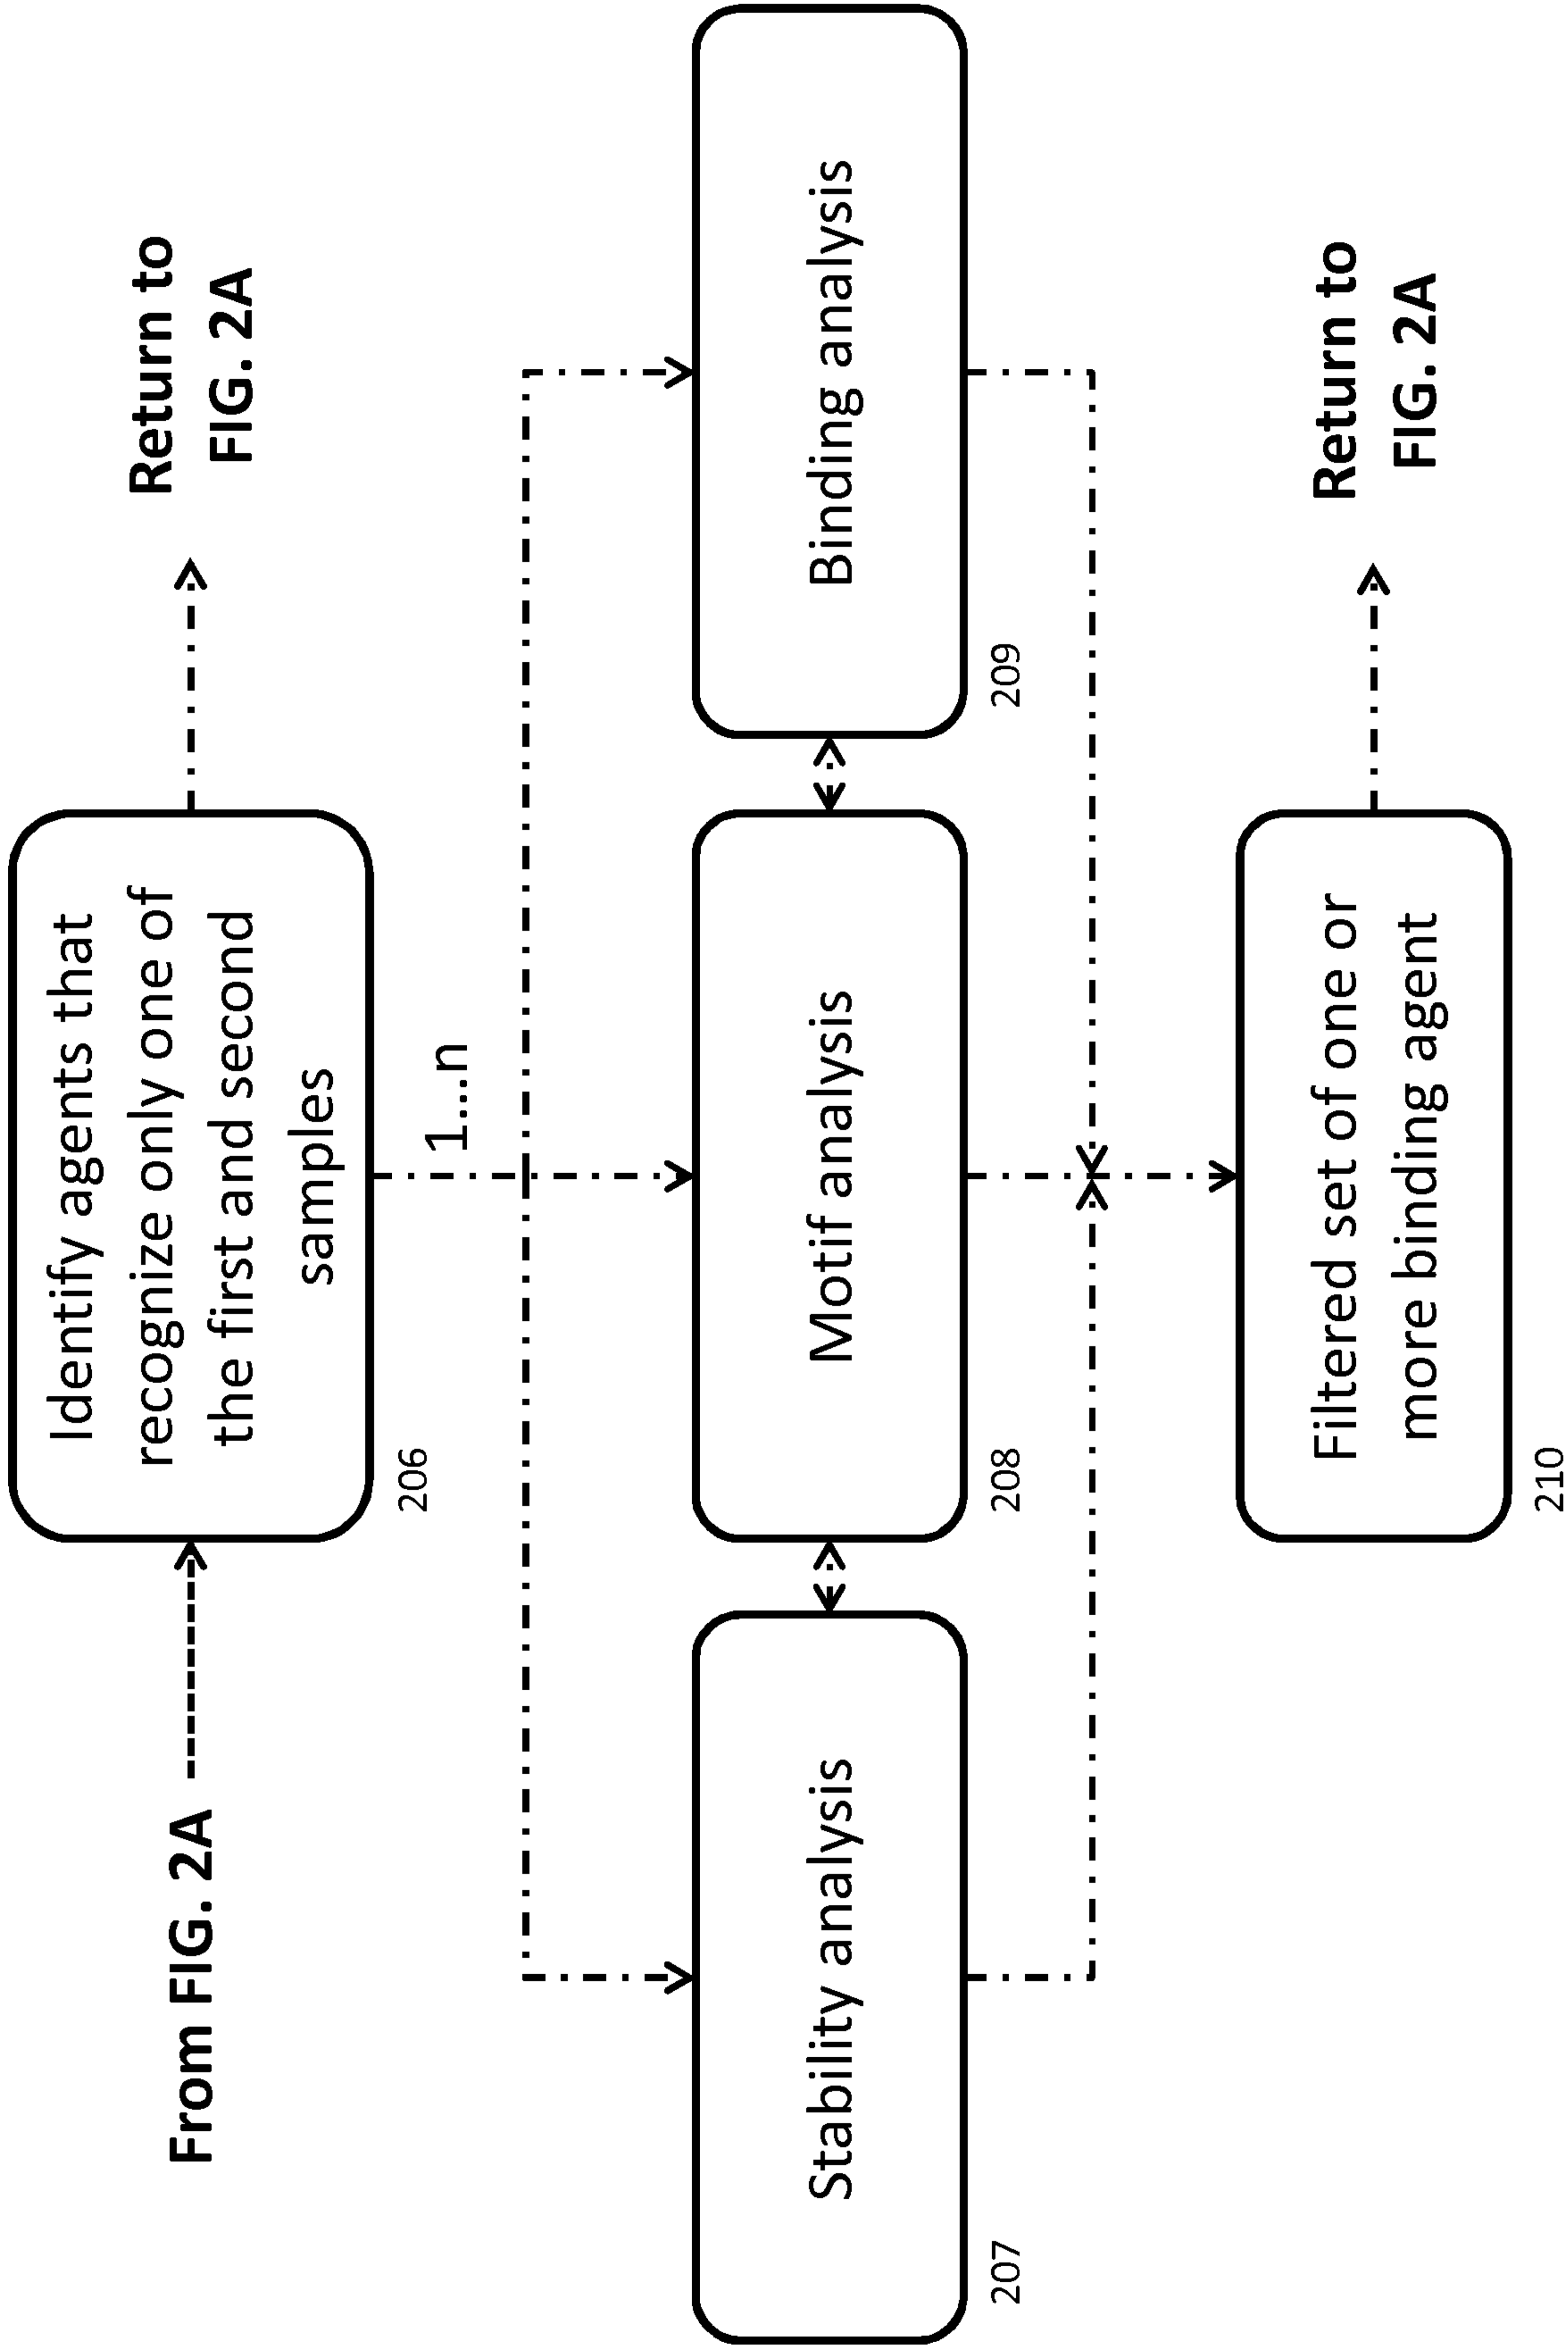 From FIG. 2A
Identify agents that
recognize only one of
the first and second
samples
206
Return to
FIG. 2A
1...n
Stability analysis
207
Motif analysis
208
Binding analysis
209
Filtered set of one or
more binding agent
210
Return to
FIG. 2A